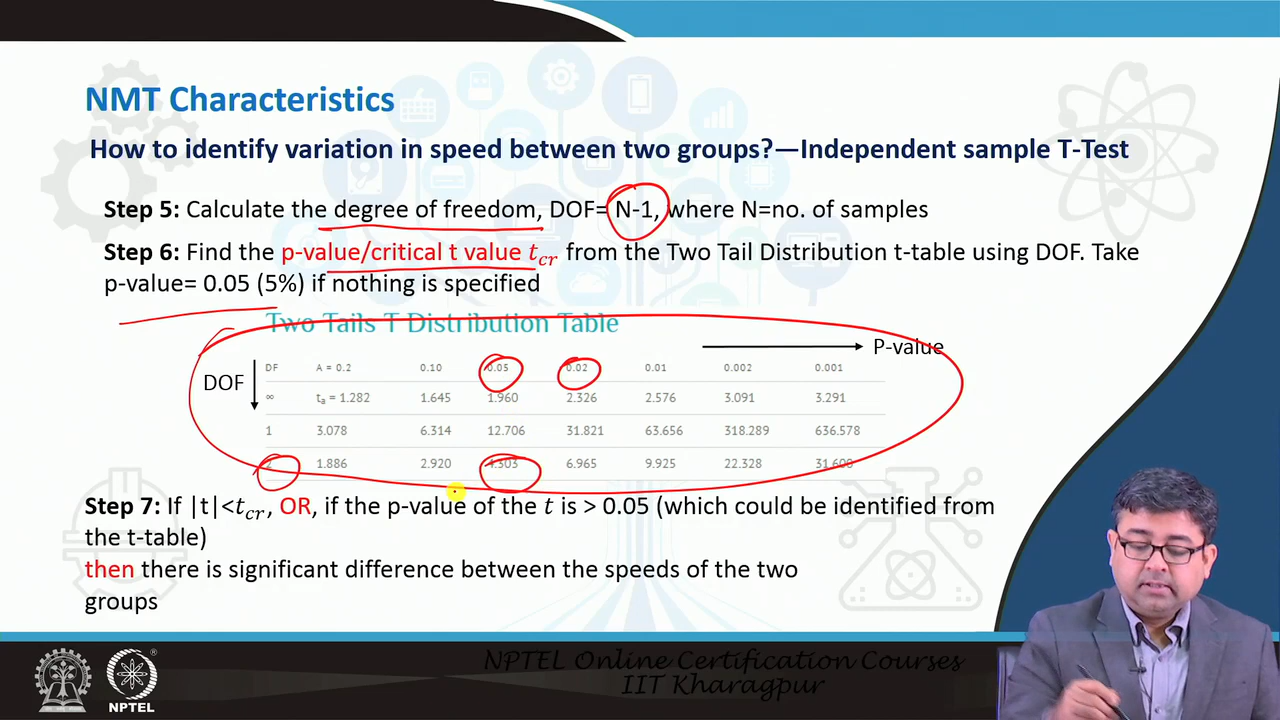 NMT Characteristics
How to identify variation in speed between two groups?—Independent sample T-Test
Step 5: Calculate the degree of freedom, DOF= N-1, where N=no. of samples
Step 6: Find the p-value/critical t value t_cr from the Two Tail Distribution t-table using DOF. Take
p-value= 0.05 (5%) if nothing is specified
Two Tails T Distribution Table
P-value
DOF
DF A = 0.2 0.10 0.05 0.02 0.01 0.002 0.001
∞ t_a = 1.282 1.645 1.960 2.326 2.576 3.091 3.291
1 3.078 6.314 12.706 31.821 63.656 318.289 636.578
2 1.886 2.920 4.303 6.965 9.925 22.328 31.600
Step 7: If |t|<t_cr, OR, if the p-value of the t is > 0.05 (which could be identified from
the t-table)
then there is significant difference between the speeds of the two
groups
NPTEL Online Certification Courses
IIT Kharagpur
NPTEL
®